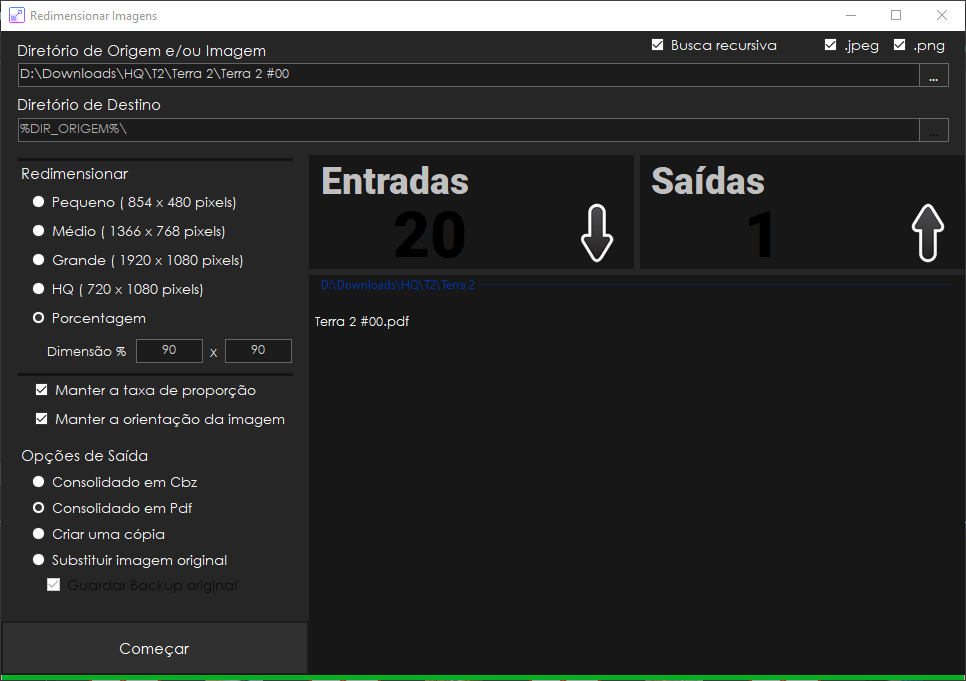 Redimensionar Imagens
Diretório de Origem e/ou Imagem
Busca recursiva
.jpeg
.png
D:\Downloads\HQ\T2\Terra 2\Terra 2 #00
...
Diretório de Destino
%DIR_ORIGEM%\
...
Redimensionar
Pequeno ( 854 x 480 pixels)
Médio ( 1366 x 768 pixels)
Grande ( 1920 x 1080 pixels)
HQ ( 720 x 1080 pixels)
Porcentagem
Dimensão % 90 x 90
Manter a taxa de proporção
Manter a orientação da imagem
Opções de Saída
Consolidado em Cbz
Consolidado em Pdf
Criar uma cópia
Substituir imagem original
Guardar Backup original
Começar
Entradas
20
Saídas
1
D:\Downloads\HQ\T2\Terra 2
Terra 2 #00.pdf